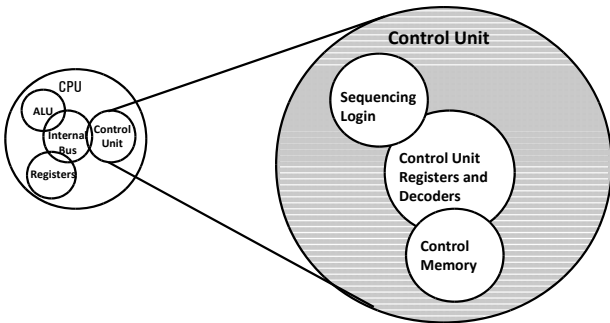 Control Unit
CPU
ALU
Internal
Bus
Control
Unit
Registers
Sequencing
Login
Control Unit
Registers and
Decoders
Control
Memory